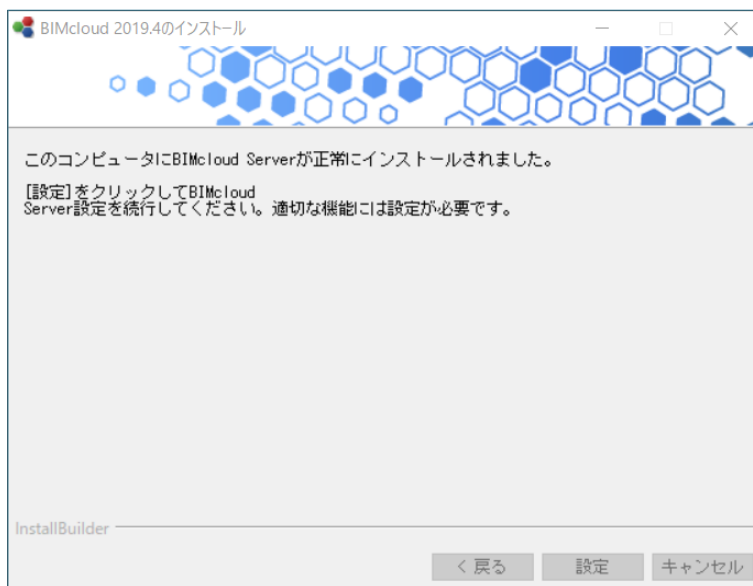 BIMcloud 2019.4のインストール
このコンピュータにBIMcloud Serverが正常にインストールされました。
[設定]をクリックしてBIMcloud
Server設定を続行してください。適切な機能には設定が必要です。
InstallBuilder
< 戻る 設定 キャンセル